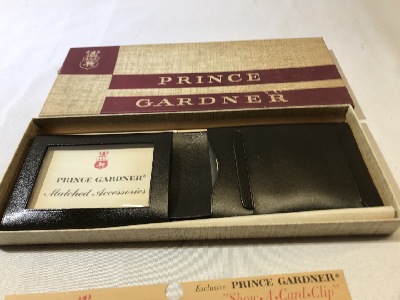 PRINCE
GARDNER
PRINCE GARDNER®
Matched Accessories
Exclusive PRINCE GARDNER®
"Show•A•Card•Clip"